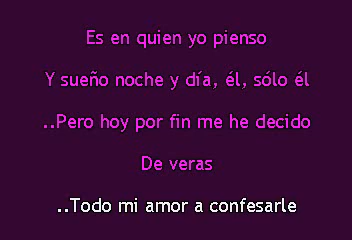 Es en quien yo pienso
Y sueño noche y día, él, sólo él
..Pero hoy por fin me he decido
De veras
..Todo mi amor a confesarle